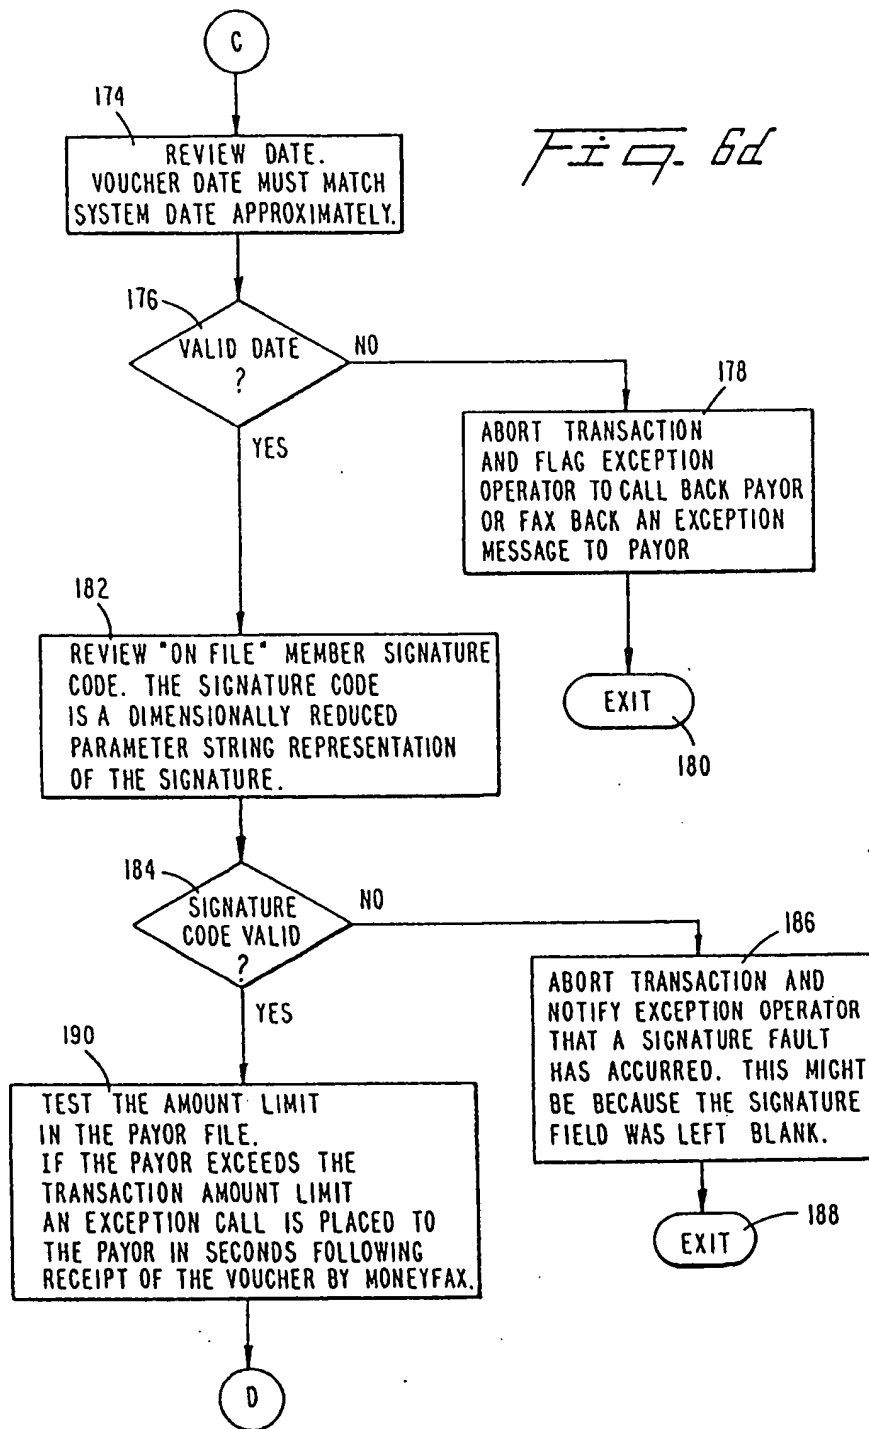 C
174
Fig. 6d
REVIEW DATE.
VOUCHER DATE MUST MATCH
SYSTEM DATE APPROXIMATELY.
176
VALID DATE
?
NO
YES
178
ABORT TRANSACTION
AND FLAG EXCEPTION
OPERATOR TO CALL BACK PAYOR
OR FAX BACK AN EXCEPTION
MESSAGE TO PAYOR
EXIT
180
182
REVIEW "ON FILE" MEMBER SIGNATURE
CODE. THE SIGNATURE CODE
IS A DIMENSIONALLY REDUCED
PARAMETER STRING REPRESENTATION
OF THE SIGNATURE.
184
SIGNATURE
CODE VALID
?
NO
YES
186
ABORT TRANSACTION AND
NOTIFY EXCEPTION OPERATOR
THAT A SIGNATURE FAULT
HAS ACCURRED. THIS MIGHT
BE BECAUSE THE SIGNATURE
FIELD WAS LEFT BLANK.
EXIT
188
190
TEST THE AMOUNT LIMIT
IN THE PAYOR FILE.
IF THE PAYOR EXCEEDS THE
TRANSACTION AMOUNT LIMIT
AN EXCEPTION CALL IS PLACED TO
THE PAYOR IN SECONDS FOLLOWING
RECEIPT OF THE VOUCHER BY MONEYFAX.
D